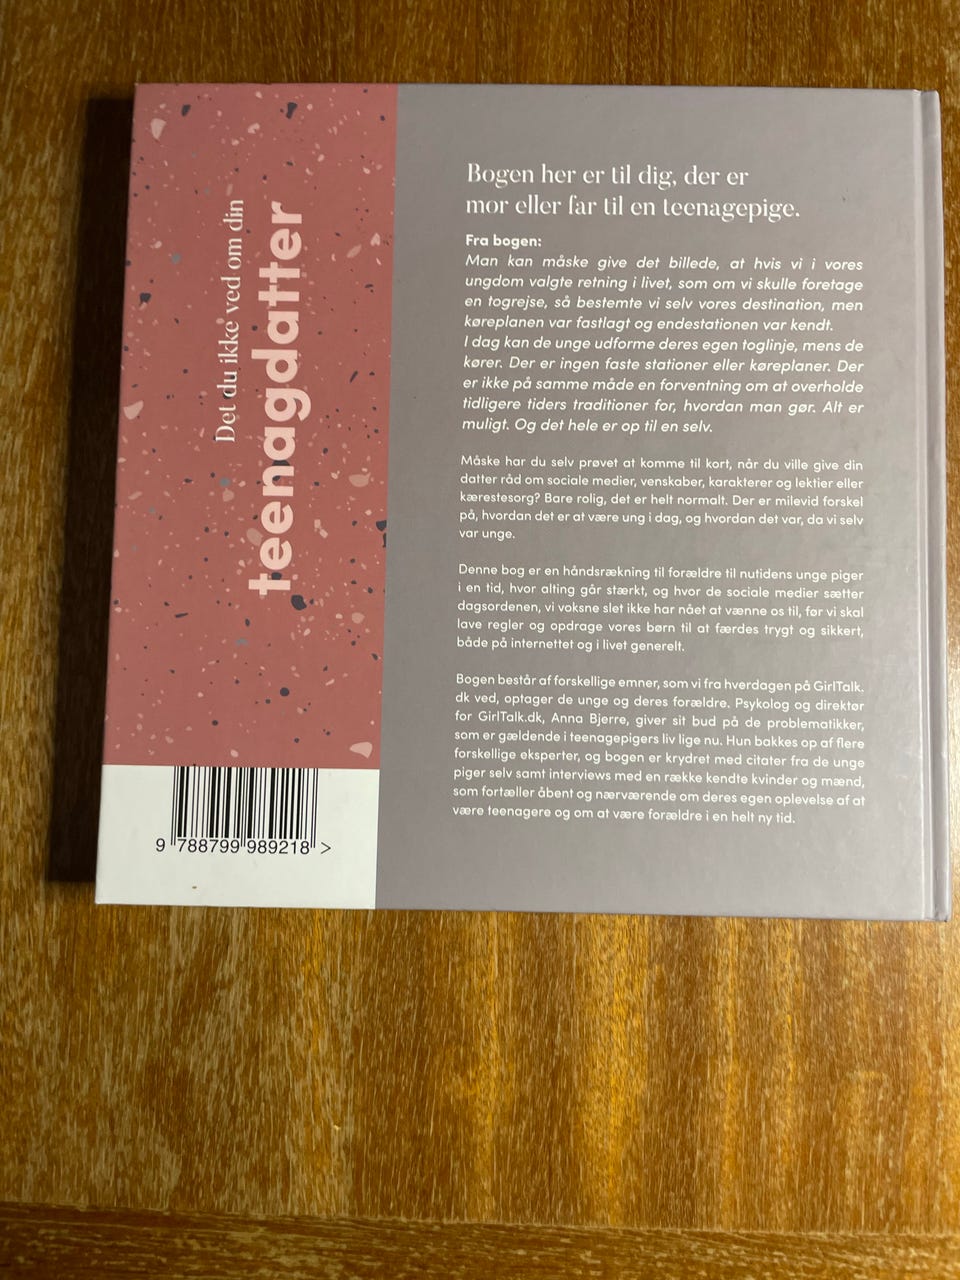 Det du ikke ved om din
teenagdatter
Bogen her er til dig, der er
mor eller far til en teenagepige.
Fra bogen:
Man kan måske give det billede, at hvis vi i vores
ungdom valgte retning i livet, som om vi skulle foretage
en togrejse, så bestemte vi selv vores destination, men
køreplanen var fastlagt og endestationen var kendt.
I dag kan de unge udforme deres egen toglinje, mens de
kører. Der er ingen faste stationer eller køreplaner. Der
er ikke på samme måde en forventning om at overholde
tidligere tiders traditioner for, hvordan man gør. Alt er
muligt. Og det hele er op til en selv.
Måske har du selv prøvet at komme til kort, når du ville give din
datter råd om sociale medier, venskaber, karakterer og lektier eller
kærestesorg? Bare rolig, det er helt normalt. Der er milevid forskel
på, hvordan det er at være ung i dag, og hvordan det var, da vi selv
var unge.
Denne bog er en håndsrækning til forældre til nutidens unge piger
i en tid, hvor alting går stærkt, og hvor de sociale medier sætter
dagsordenen, vi voksne slet ikke har nået at vænne os til, før vi skal
lave regler og opdrage vores børn til at færdes trygt og sikkert,
både på internettet og i livet generelt.
Bogen består af forskellige emner, som vi fra hverdagen på GirlTalk.
dk ved, optager de unge og deres forældre. Psykolog og direktør
for GirlTalk.dk, Anna Bjerre, giver sit bud på de problematikker,
som er gældende i teenagepigers liv lige nu. Hun bakkes op af flere
forskellige eksperter, og bogen er krydret med citater fra de unge
piger selv samt interviews med en række kendte kvinder og mænd,
som fortæller åbent og nærværende om deres egen oplevelse af at
være teenagere og om at være forældre i en helt ny tid.
9 788799 989218 >